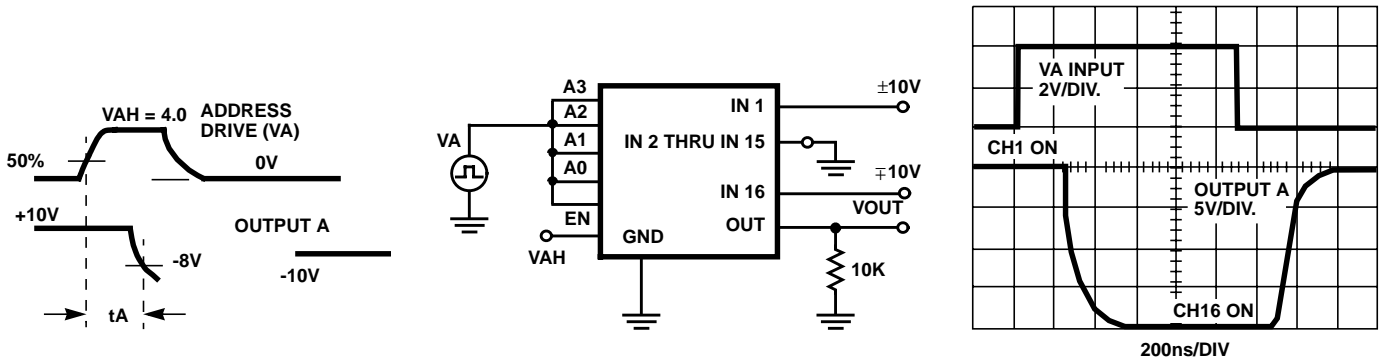 VAH = 4.0
ADDRESS
DRIVE (VA)
50%
0V
+10V
OUTPUT A
-8V
-10V
tA
VA
A3
A2
A1
A0
EN
VAH
GND
IN 1
IN 2 THRU IN 15
IN 16
OUT
±10V
∓10V
VOUT
10K
VA INPUT
2V/DIV.
CH1 ON
OUTPUT A
5V/DIV.
CH16 ON
200ns/DIV